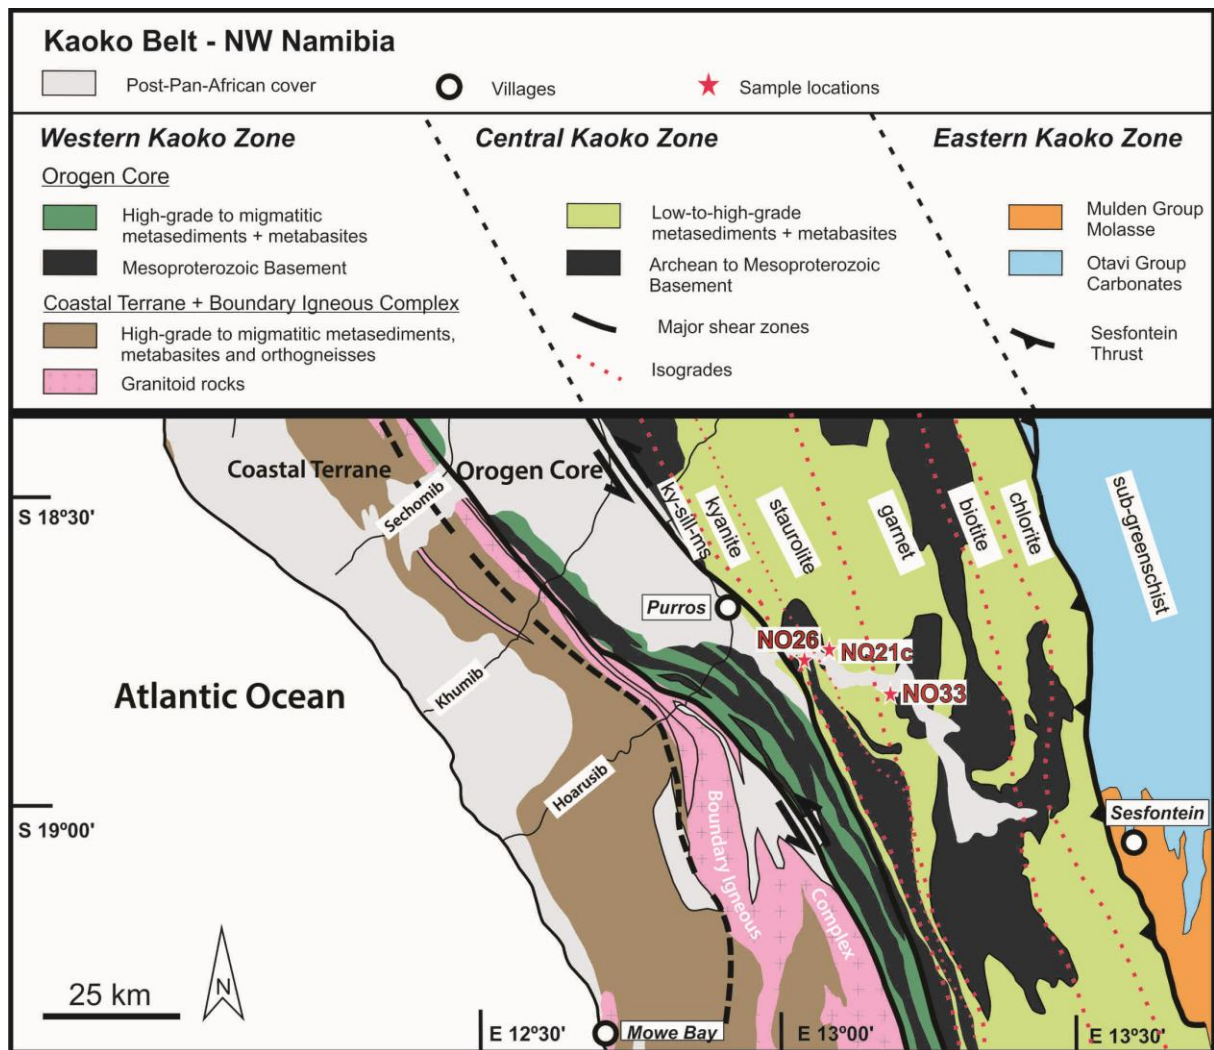 Kaoko Belt - NW Namibia
Post-Pan-African cover
Villages
Sample locations
Western Kaoko Zone
Central Kaoko Zone
Eastern Kaoko Zone
Orogen Core
High-grade to migmatitic
metasediments + metabasites
Mesoproterozoic Basement
Coastal Terrane + Boundary Igneous Complex
High-grade to migmatitic metasediments,
metabasites and orthogneisses
Granitoid rocks
Low-to-high-grade
metasediments + metabasites
Archean to Mesoproterozoic
Basement
Major shear zones
Isogrades
Mulden Group
Molasse
Otavi Group
Carbonates
Sesfontein
Thrust
Coastal Terrane
Orogen Core
Sechomib
S 18º30'
ky-sill-ms
kyanite
staurolite
garnet
biotite
chlorite
sub-greenschist
Purros
NO26
NQ21c
NO33
Khumib
Atlantic Ocean
Hoarusib
S 19º00'
Boundary Igneous
Complex
Sesfontein
N
25 km
E 12º30'
Mowe Bay
E 13º00'
E 13º30'